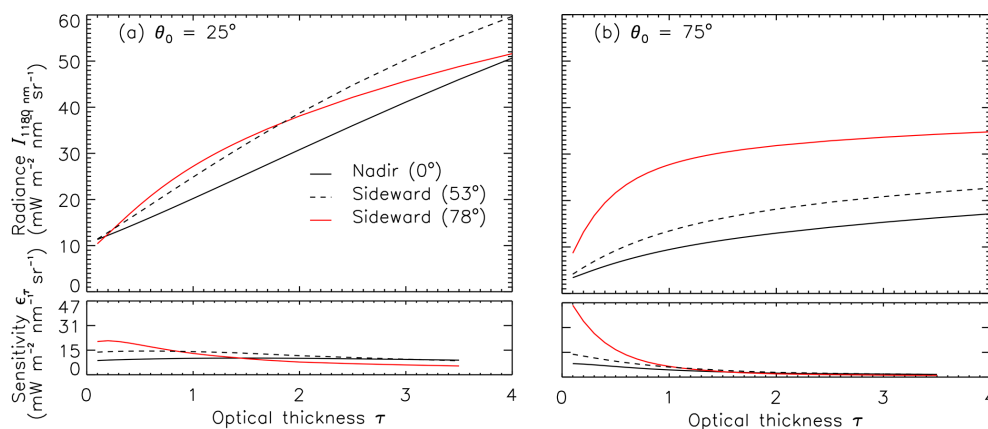 (a) θ₀ = 25°
(b) θ₀ = 75°
Radiance I₁₁₈₀ nm
(mW m⁻² nm⁻¹ sr⁻¹)
60
50
40
30
20
10
0
Nadir (0°)
Sideward (53°)
Sideward (78°)
Sensitivity ϵτ
(mW m⁻² nm⁻¹ sr⁻¹)
47
31
15
0
0 1 2 3 4
0 1 2 3 4
Optical thickness τ
Optical thickness τ